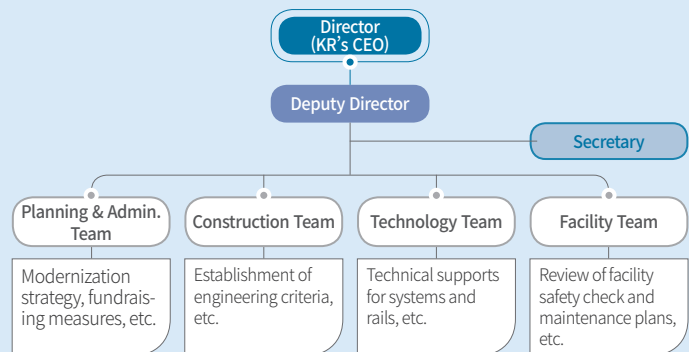 Director
(KR's CEO)
Deputy Director
Secretary
Planning & Admin.
Team
Construction Team
Technology Team
Facility Team
Modernization
strategy, fundrais-
ing measures, etc.
Establishment of
engineering criteria,
etc.
Technical supports
for systems and
rails, etc.
Review of facility
safety check and
maintenance plans,
etc.